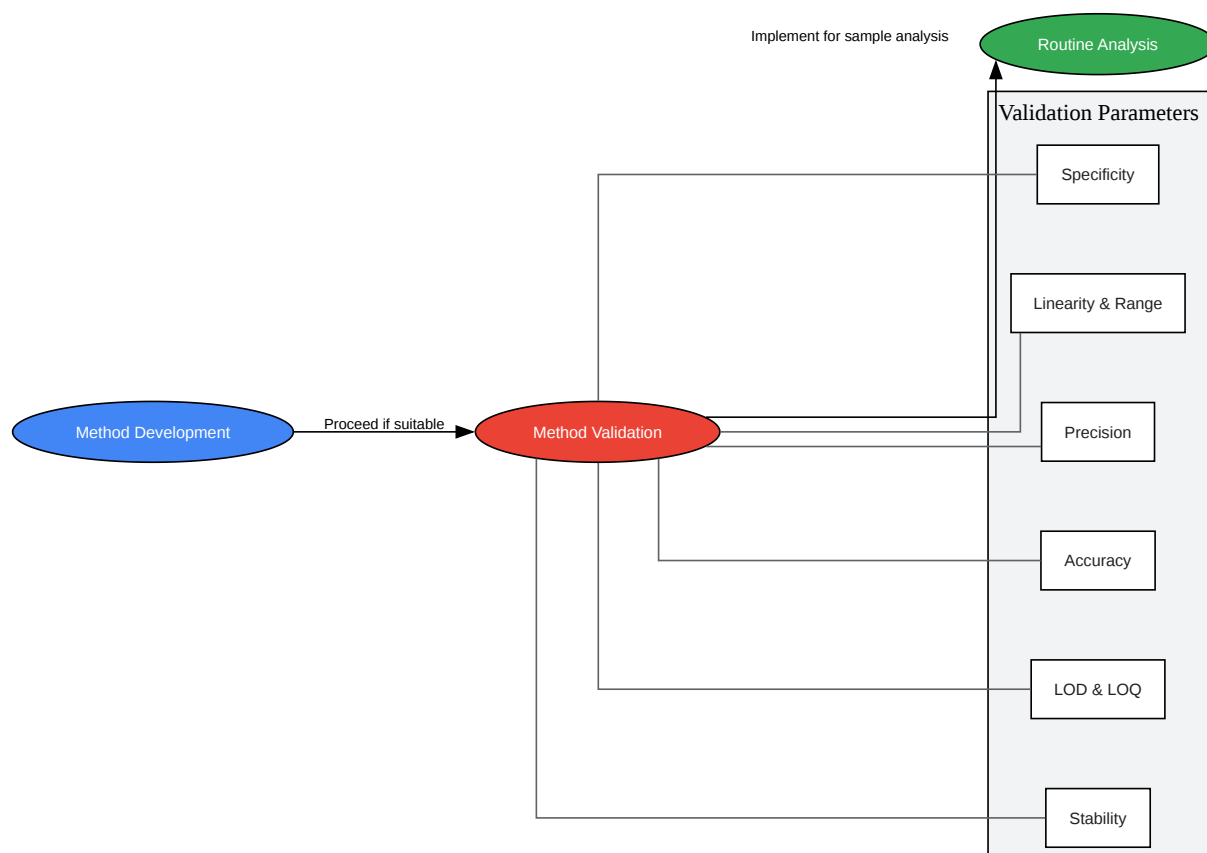 Implement for sample analysis
Routine Analysis
Validation Parameters
Specificity
Linearity & Range
Method Development
Proceed if suitable
Method Validation
Precision
Accuracy
LOD & LOQ
Stability